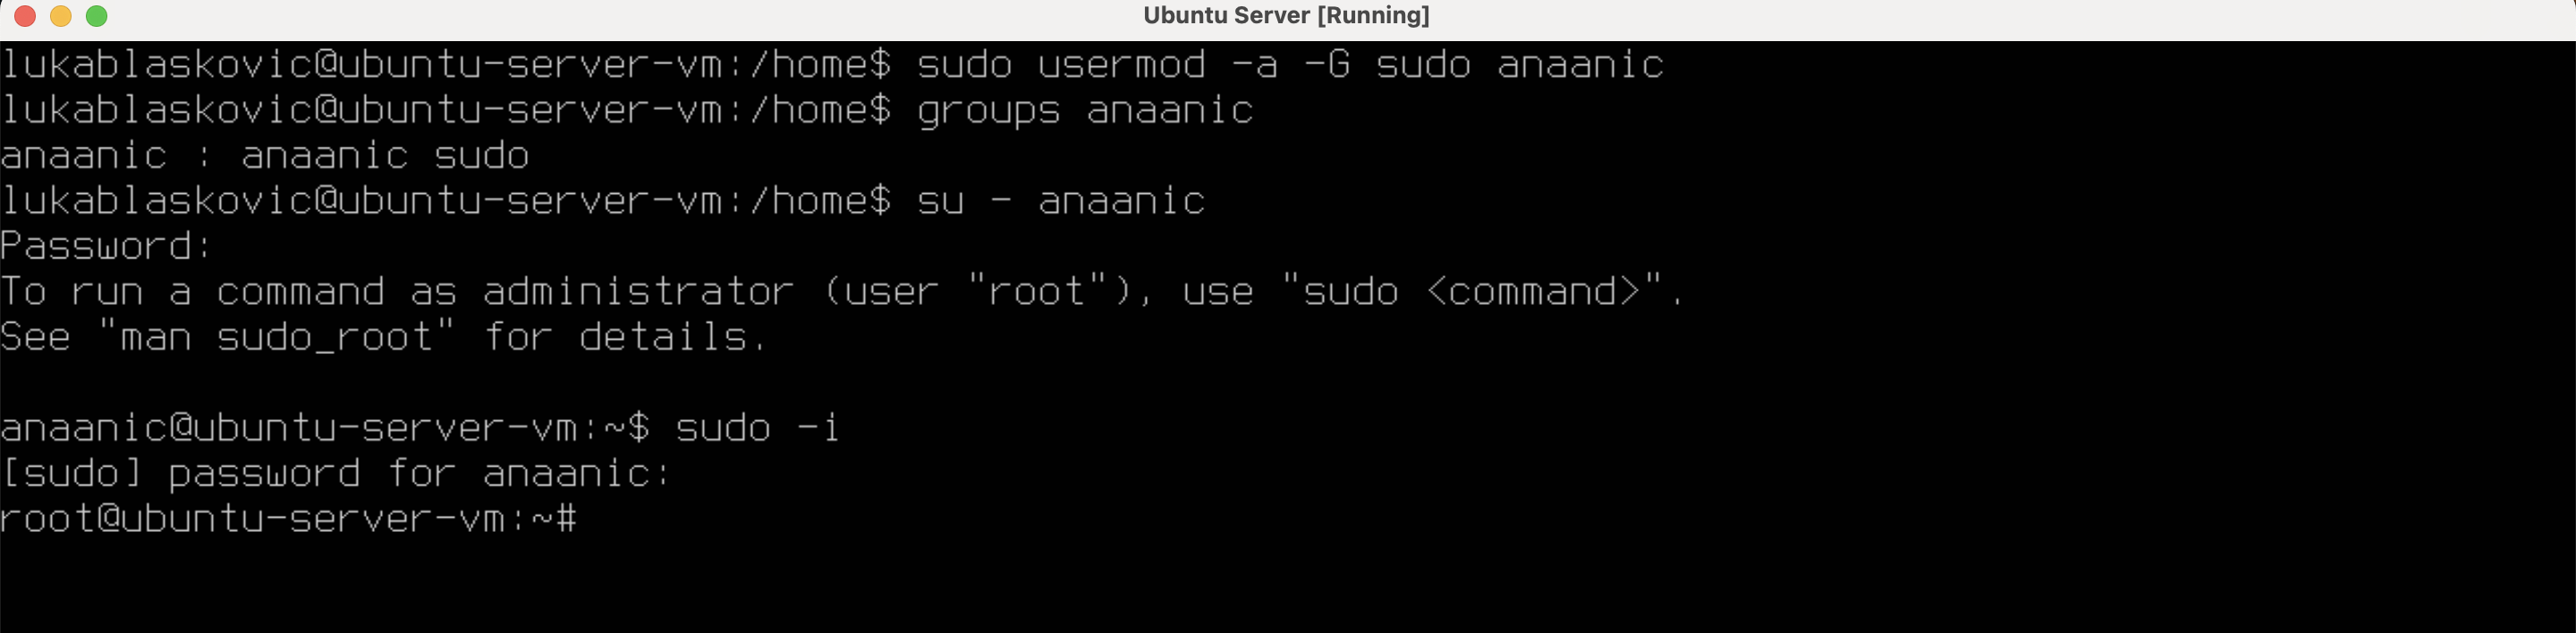 Ubuntu Server [Running]
lukablaskovic@ubuntu-server-vm:/home$ sudo usermod -a -G sudo anaanic
lukablaskovic@ubuntu-server-vm:/home$ groups anaanic
anaanic : anaanic sudo
lukablaskovic@ubuntu-server-vm:/home$ su - anaanic
Password:
To run a command as administrator (user "root"), use "sudo <command>".
See "man sudo_root" for details.
anaanic@ubuntu-server-vm:~$ sudo -i
[sudo] password for anaanic:
root@ubuntu-server-vm:~#